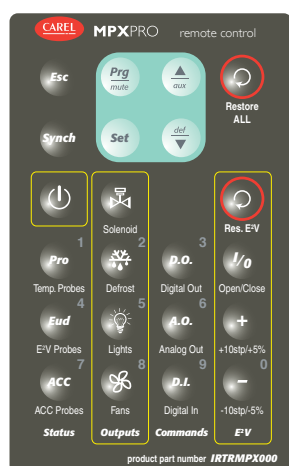 CAREL MPXPRO remote control
Esc Prg mute aux
Restore ALL
Synch Set def
Solenoid Res. E²V
1 2 3
Pro D.O. I/0
Temp. Probes Defrost Digital Out Open/Close
4 5 6
Eud A.O. +
E²V Probes Lights Analog Out +10stp/+5%
7 8 9 0
ACC D.I. -
ACC Probes Fans Digital In -10stp/-5%
Status Outputs Commands E²V
product part number IRTRMPX000